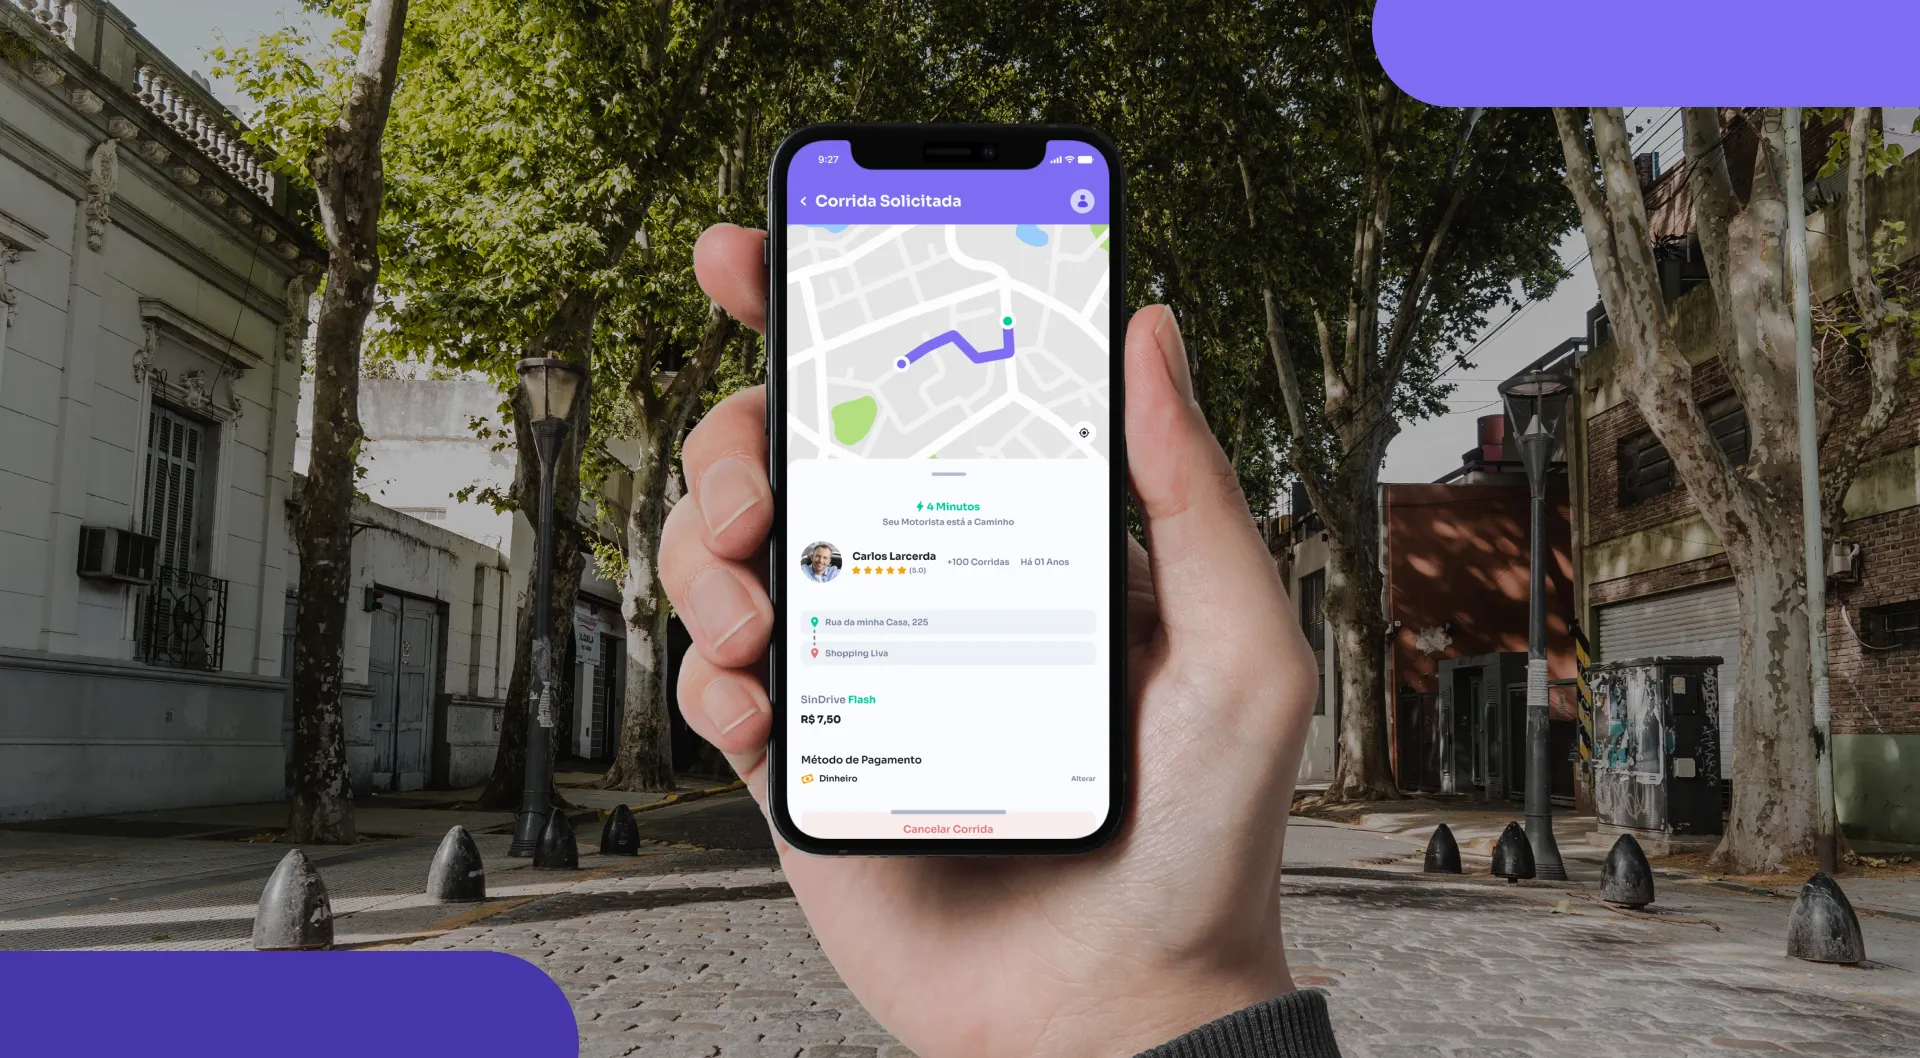 9:27
Corrida Solicitada
4 Minutos
Seu Motorista está a Caminho
Carlos Larcerda
(5.0)
+100 Corridas
Há 01 Anos
Rua da minha Casa, 225
Shopping Liva
SinDrive Flash
R$ 7,50
Método de Pagamento
Dinheiro
Alterar
Cancelar Corrida